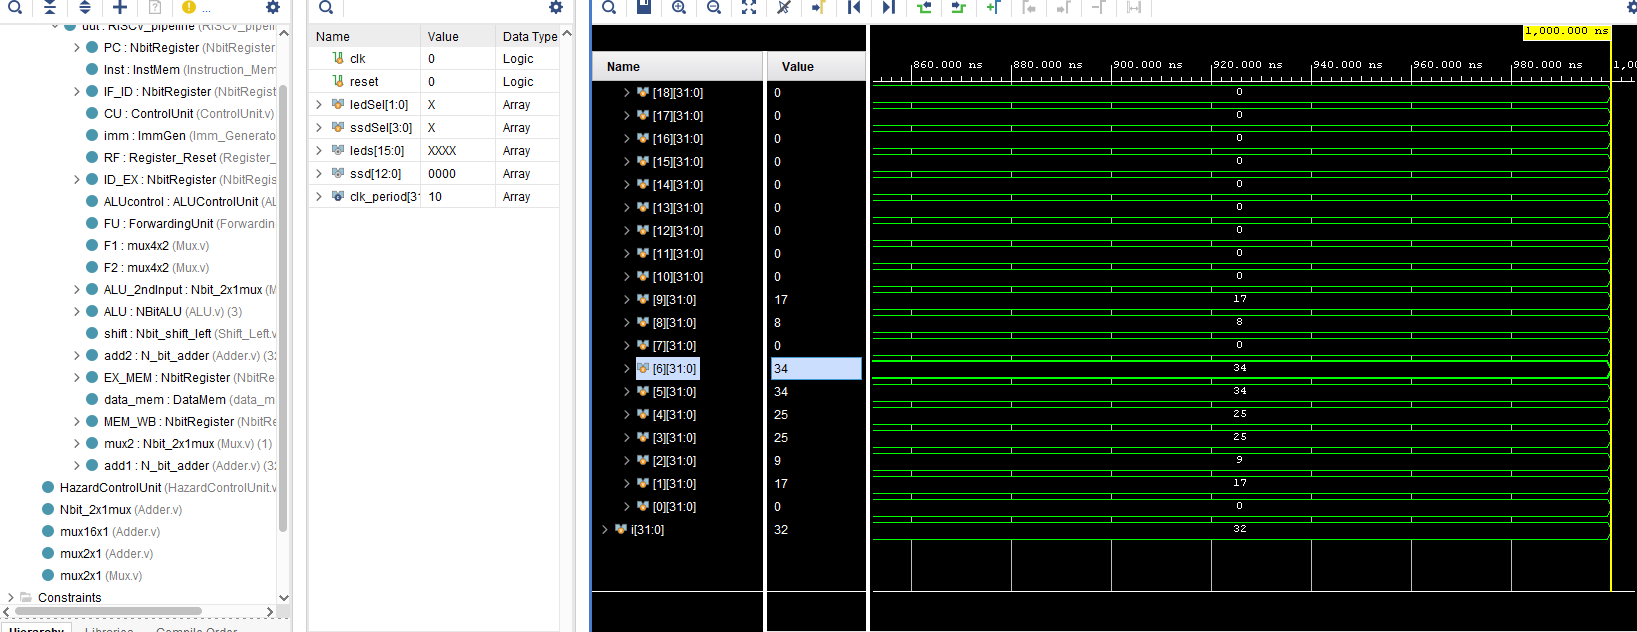 ...
uut : RISCV_pipeline (RISCV_pipelin
PC : NbitRegister (NbitRegister
Inst : InstMem (Instruction_Mem
IF_ID : NbitRegister (NbitRegist
CU : ControlUnit (ControlUnit.v)
imm : ImmGen (Imm_Generato
RF : Register_Reset (Register_
ID_EX : NbitRegister (NbitRegis
ALUcontrol : ALUControlUnit (AL
FU : ForwardingUnit (Forwardin
F1 : mux4x2 (Mux.v)
F2 : mux4x2 (Mux.v)
ALU_2ndInput : Nbit_2x1mux (M
ALU : NBitALU (ALU.v) (3)
shift : Nbit_shift_left (Shift_Left.v
add2 : N_bit_adder (Adder.v) (32
EX_MEM : NbitRegister (NbitRe
data_mem : DataMem (data_m
MEM_WB : NbitRegister (NbitRe
mux2 : Nbit_2x1mux (Mux.v) (1)
add1 : N_bit_adder (Adder.v) (32
HazardControlUnit (HazardControlUnit.v
Nbit_2x1mux (Adder.v)
mux16x1 (Adder.v)
mux2x1 (Adder.v)
mux2x1 (Mux.v)
Constraints
Hierarchy Libraries Compile Order
Name Value Data Type
clk 0 Logic
reset 0 Logic
ledSel[1:0] X Array
ssdSel[3:0] X Array
leds[15:0] XXXX Array
ssd[12:0] 0000 Array
clk_period[31 10 Array
1,000.000 ns
Name Value
860.000 ns 880.000 ns 900.000 ns 920.000 ns 940.000 ns 960.000 ns 980.000 ns 1,00
[18][31:0] 0 0
[17][31:0] 0 0
[16][31:0] 0 0
[15][31:0] 0 0
[14][31:0] 0 0
[13][31:0] 0 0
[12][31:0] 0 0
[11][31:0] 0 0
[10][31:0] 0 0
[9][31:0] 17 17
[8][31:0] 8 8
[7][31:0] 0 0
[6][31:0] 34 34
[5][31:0] 34 34
[4][31:0] 25 25
[3][31:0] 25 25
[2][31:0] 9 9
[1][31:0] 17 17
[0][31:0] 0 0
i[31:0] 32 32